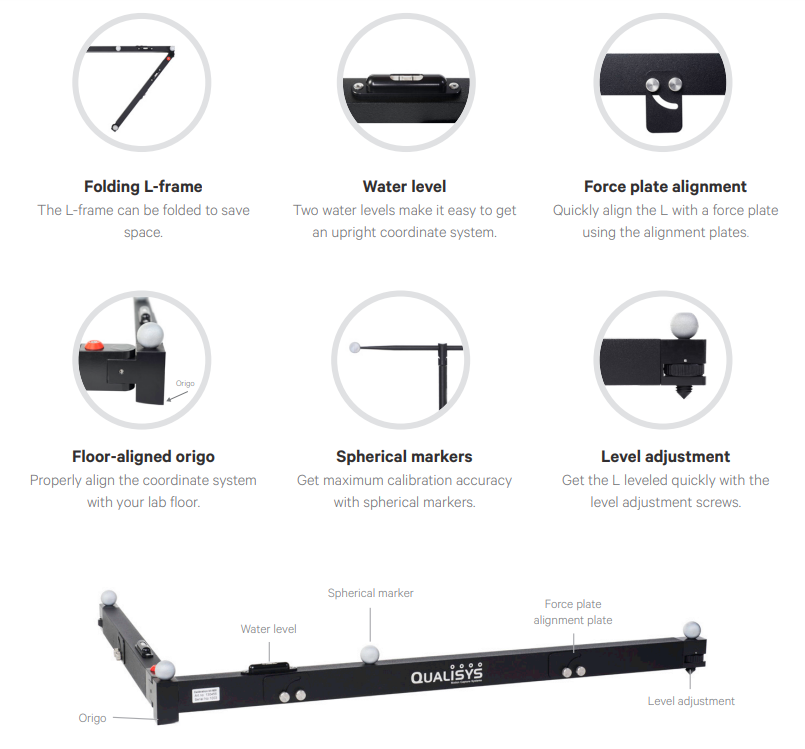 Folding L-frame
The L-frame can be folded to save
space.
Water level
Two water levels make it easy to get
an upright coordinate system.
Force plate alignment
Quickly align the L with a force plate
using the alignment plates.
Origo
Floor-aligned origo
Properly align the coordinate system
with your lab floor.
Spherical markers
Get maximum calibration accuracy
with spherical markers.
Level adjustment
Get the L leveled quickly with the
level adjustment screws.
Spherical marker
Force plate
alignment plate
Water level
QUALISYS
Level adjustment
Origo